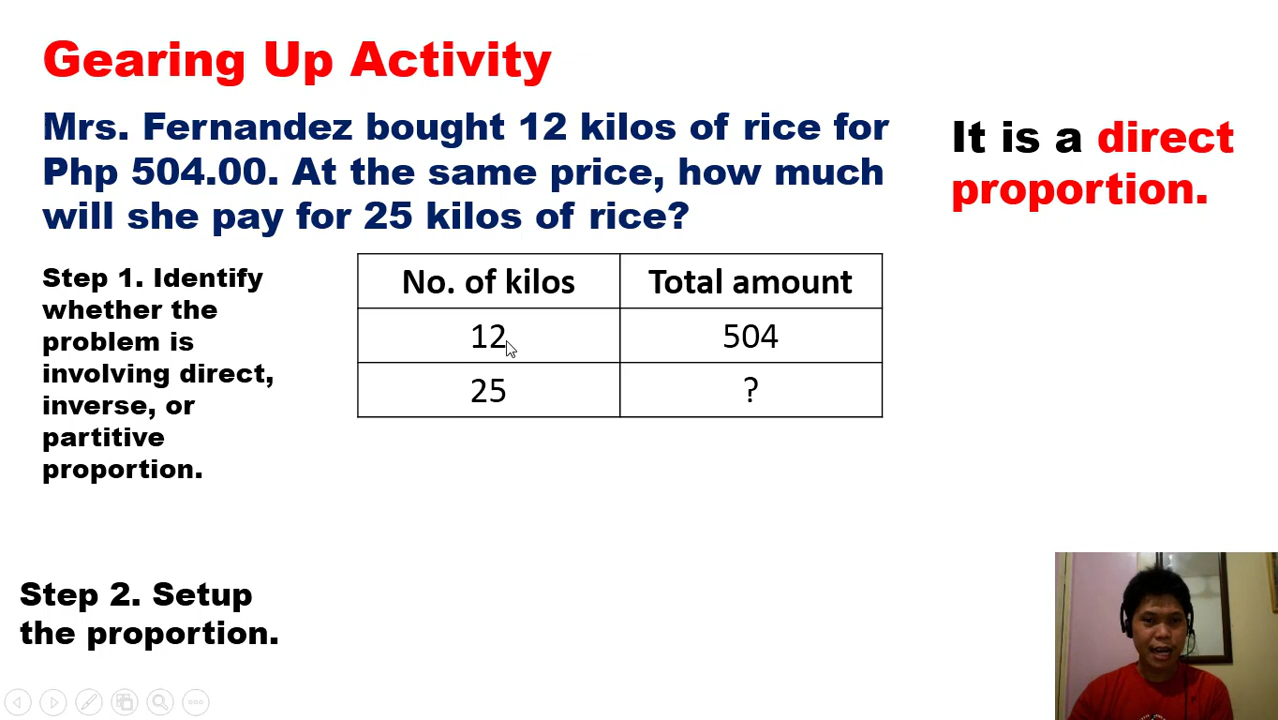 Gearing Up Activity
Mrs. Fernandez bought 12 kilos of rice for
Php 504.00. At the same price, how much
will she pay for 25 kilos of rice?
It is a direct
proportion.
Step 1. Identify
whether the
problem is
involving direct,
inverse, or
partitive
proportion.
No. of kilos Total amount
12 504
25 ?
Step 2. Setup
the proportion.